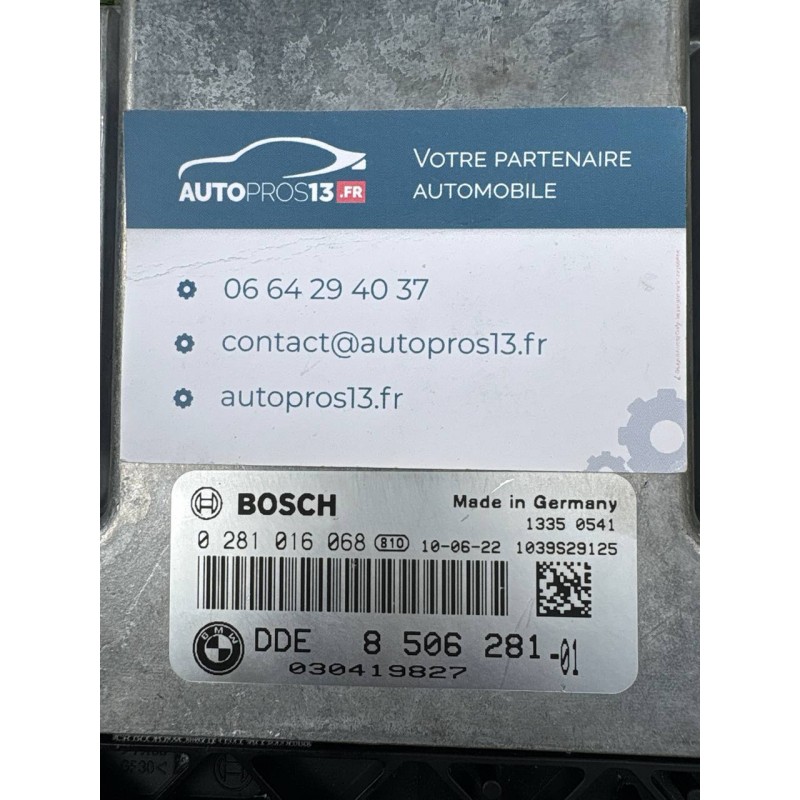 AUTOPROS13.FR
VOTRE PARTENAIRE
AUTOMOBILE
06 64 29 40 37
contact@autopros13.fr
autopros13.fr
BOSCH
Made in Germany
1335 0541
0 281 016 068 810 10-06-22 1039S29125
BMW
DDE 8 506 281-01
030419827